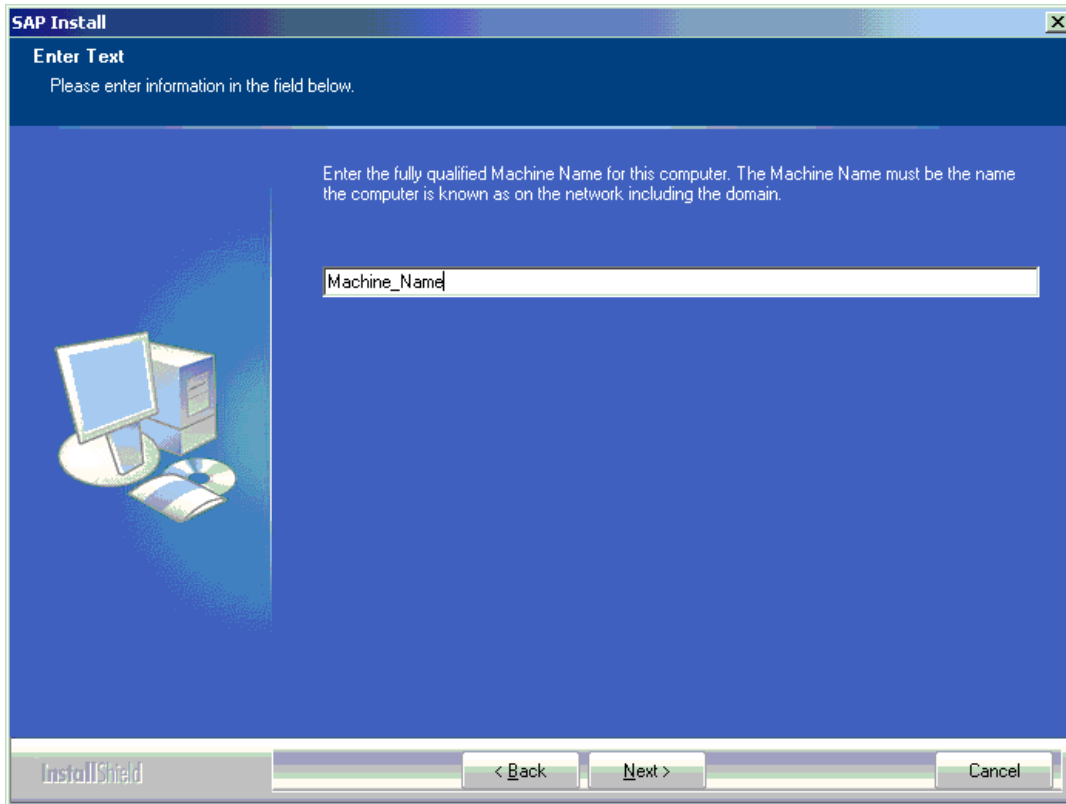 SAP Install
Enter Text
Please enter information in the field below.
Enter the fully qualified Machine Name for this computer. The Machine Name must be the name
the computer is known as on the network including the domain.
Machine_Name
InstallShield
< Back
Next >
Cancel